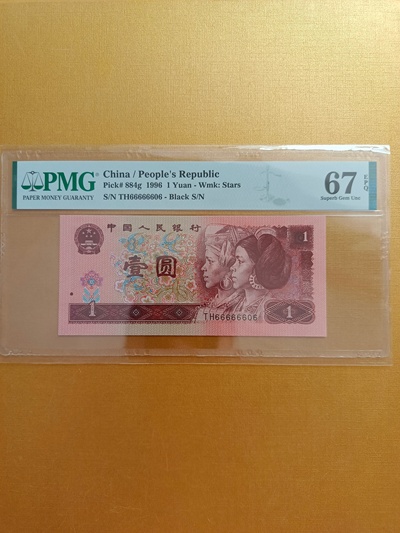 PMG
PAPER MONEY GUARANTY
China / People's Republic
Pick# 884g 1996 1 Yuan - Wmk: Stars
S/N TH66666606 - Black S/N
67 EPQ
Superb Gem Unc
中国人民银行
1
壹圆
TH66666606
1
1